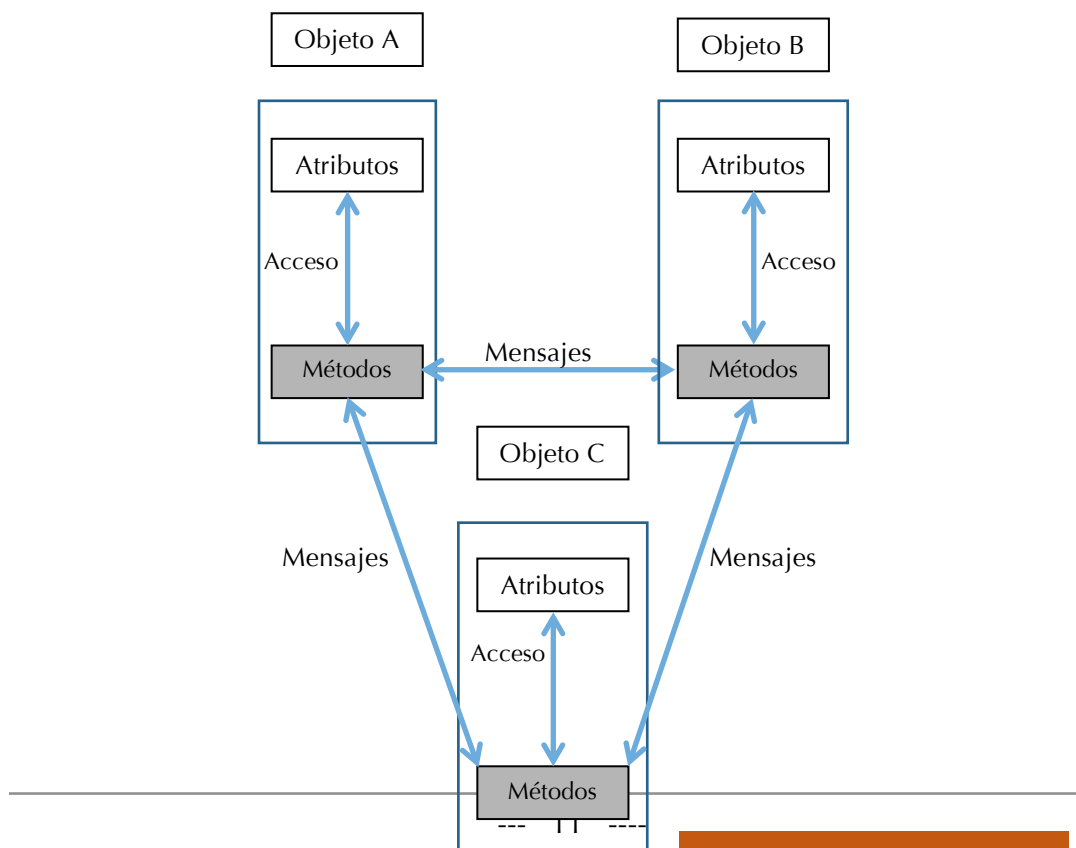 Objeto A
Objeto B
Atributos
Atributos
Acceso
Acceso
Métodos
Mensajes
Métodos
Objeto C
Mensajes
Mensajes
Atributos
Acceso
Métodos